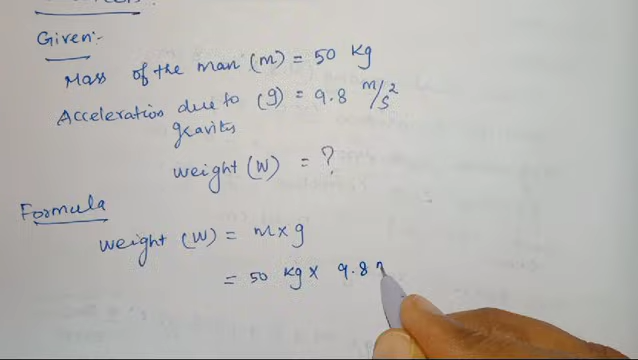 Given:-
Mass of the man (m) = 50 kg
Acceleration due to (g) = 9.8 m/s²
gravity
weight (W) = ?
Formula
weight (W) = m x g
= 50 kg x 9.8